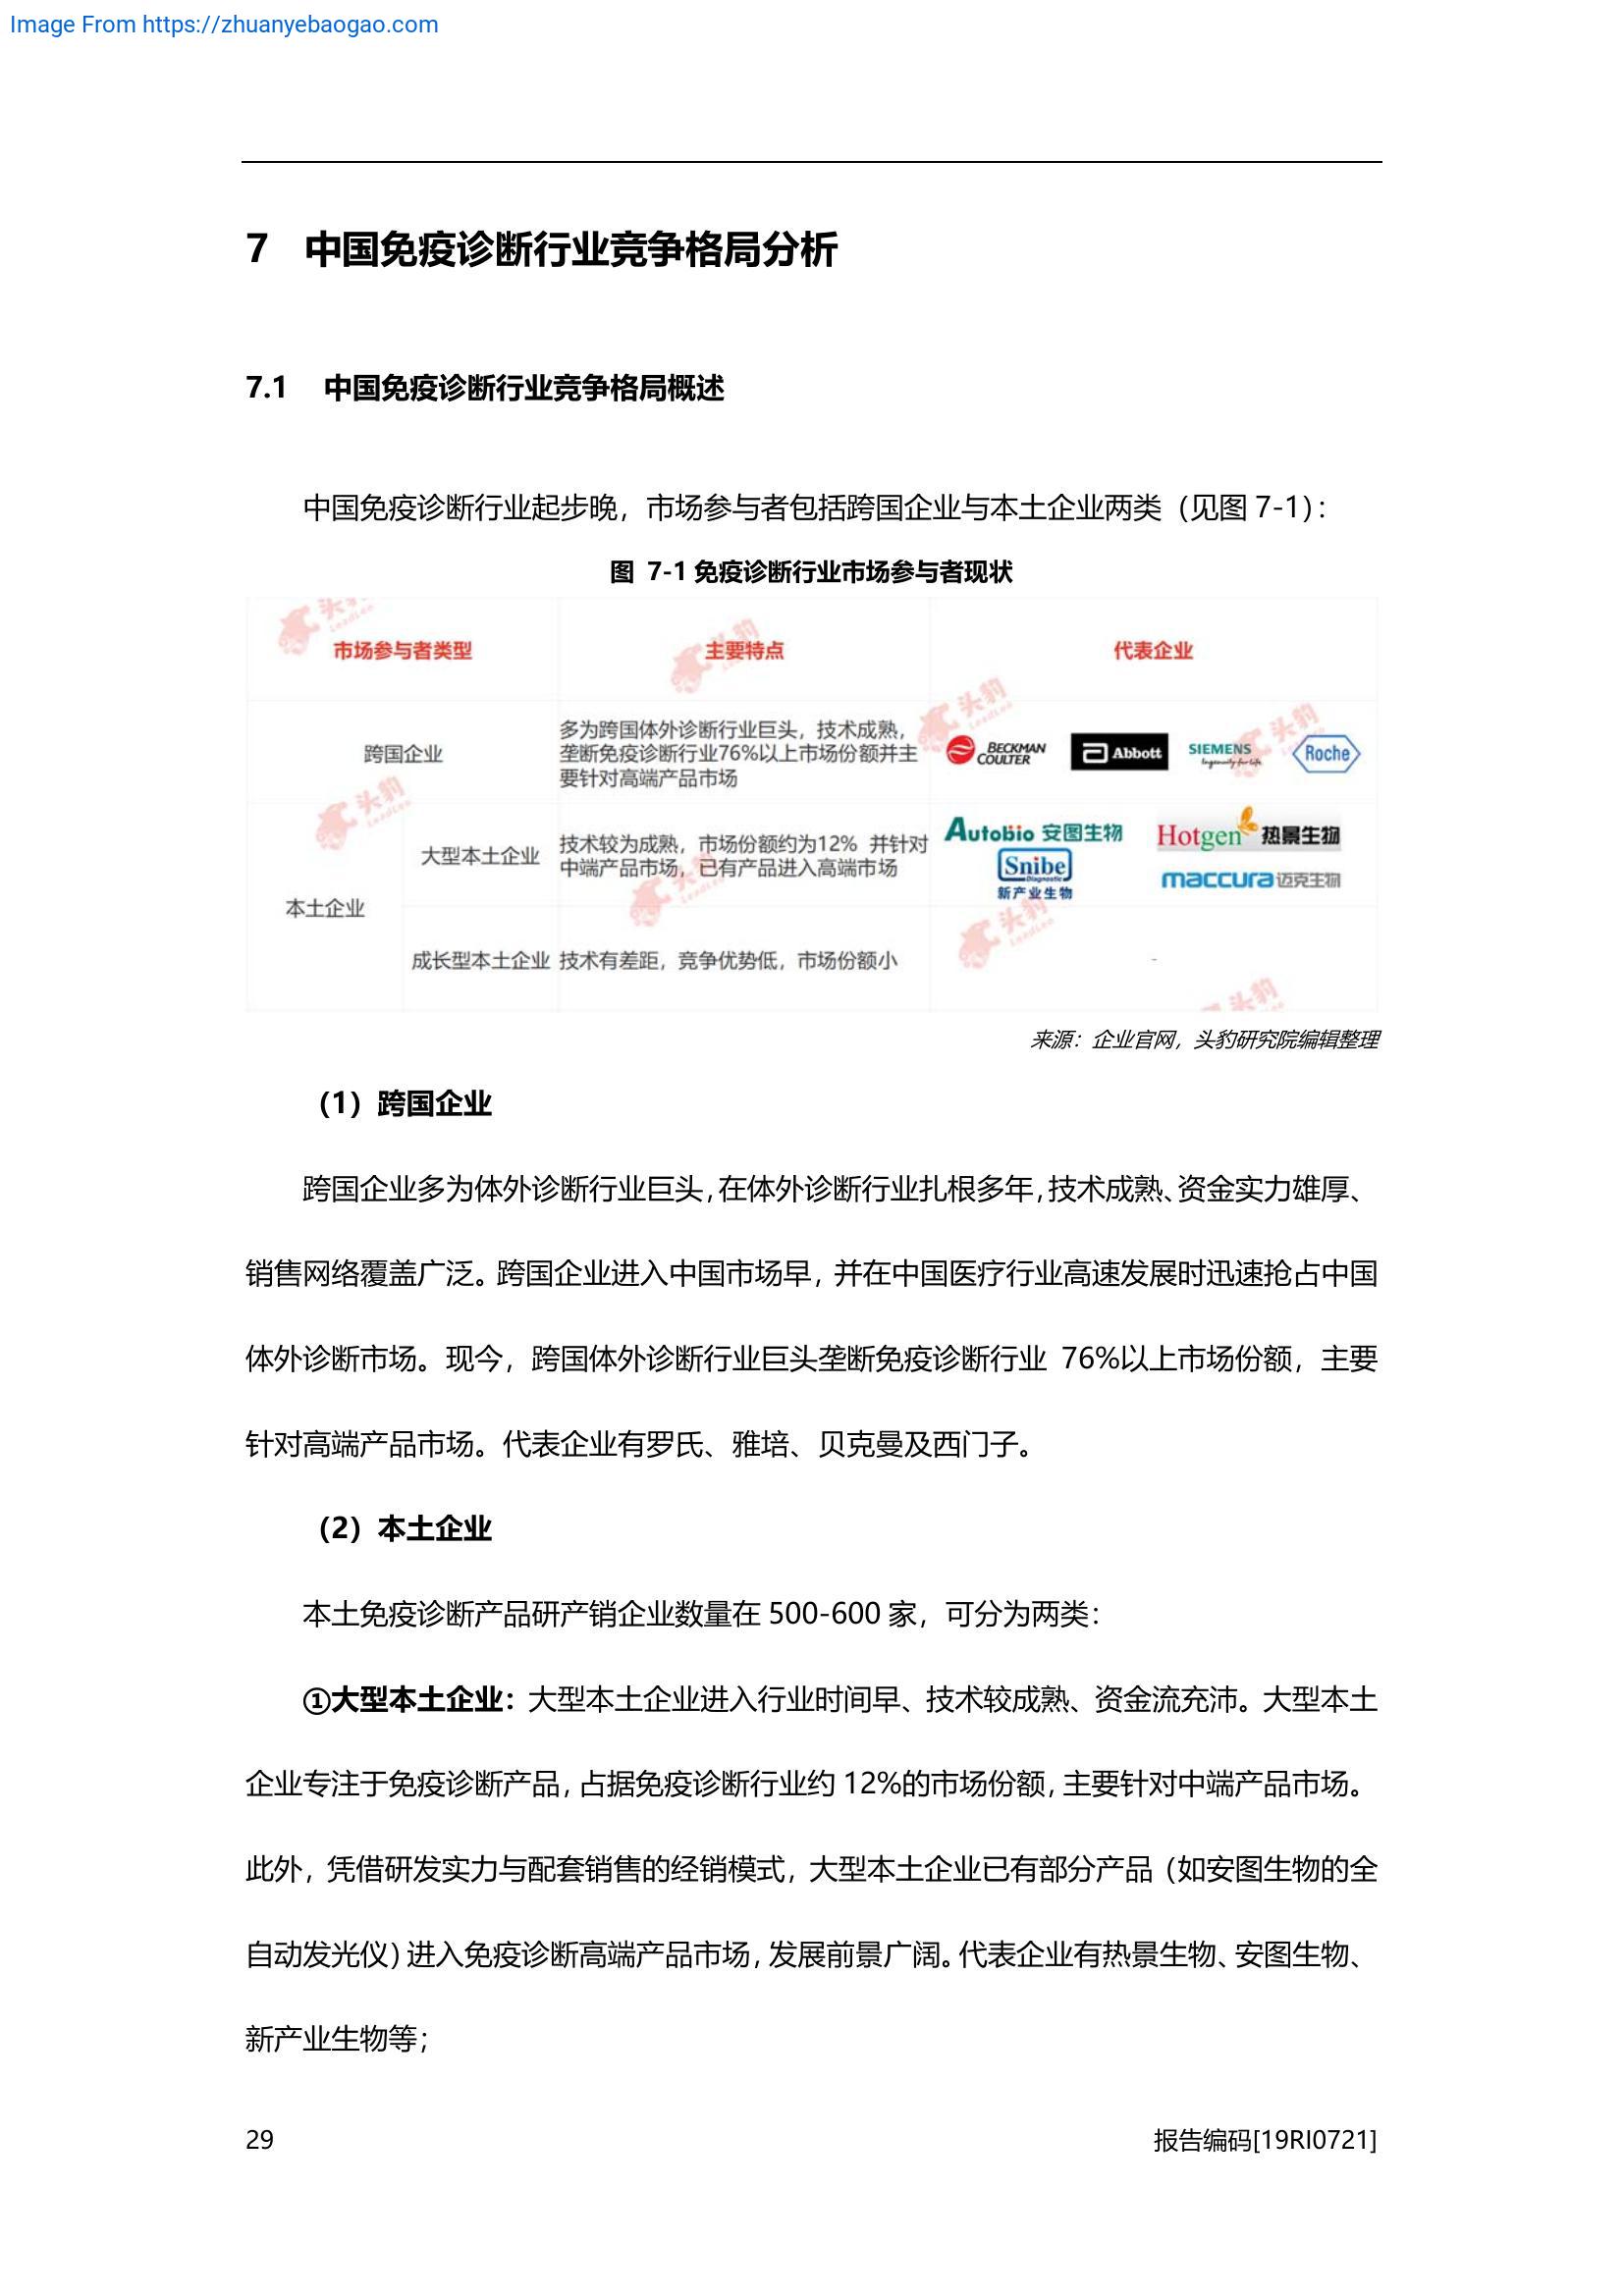 Image From https://zhuanyebaogao.com
7 中国免疫诊断行业竞争格局分析
7.1 中国免疫诊断行业竞争格局概述
中国免疫诊断行业起步晚，市场参与者包括跨国企业与本土企业两类（见图 7-1）：
图 7-1 免疫诊断行业市场参与者现状
市场参与者类型 主要特点 代表企业
跨国企业
多为跨国体外诊断行业巨头，技术成熟，
垄断免疫诊断行业76%以上市场份额并主
要针对高端产品市场
BECKMAN
COULTER
Abbott
SIEMENS
Ingenuity for life
Roche
本土企业
大型本土企业
技术较为成熟，市场份额约为12% 并针对
中端产品市场，已有产品进入高端市场
Autobio 安图生物
Hotgen 热景生物
Snibe
Diagnostic
新产业生物
maccura 迈克生物
成长型本土企业 技术有差距，竞争优势低，市场份额小 -
头豹
LeadLeo
头豹
LeadLeo
头豹
LeadLeo
头豹
头豹
LeadLeo
头豹
LeadLeo
头豹
LeadLeo
头豹
来源：企业官网，头豹研究院编辑整理
（1）跨国企业
跨国企业多为体外诊断行业巨头，在体外诊断行业扎根多年，技术成熟、资金实力雄厚、
销售网络覆盖广泛。跨国企业进入中国市场早，并在中国医疗行业高速发展时迅速抢占中国
体外诊断市场。现今，跨国体外诊断行业巨头垄断免疫诊断行业 76%以上市场份额，主要
针对高端产品市场。代表企业有罗氏、雅培、贝克曼及西门子。
（2）本土企业
本土免疫诊断产品研产销企业数量在 500-600 家，可分为两类：
①大型本土企业：大型本土企业进入行业时间早、技术较成熟、资金流充沛。大型本土
企业专注于免疫诊断产品，占据免疫诊断行业约 12%的市场份额，主要针对中端产品市场。
此外，凭借研发实力与配套销售的经销模式，大型本土企业已有部分产品（如安图生物的全
自动发光仪）进入免疫诊断高端产品市场，发展前景广阔。代表企业有热景生物、安图生物、
新产业生物等；
29
报告编码[19RI0721]